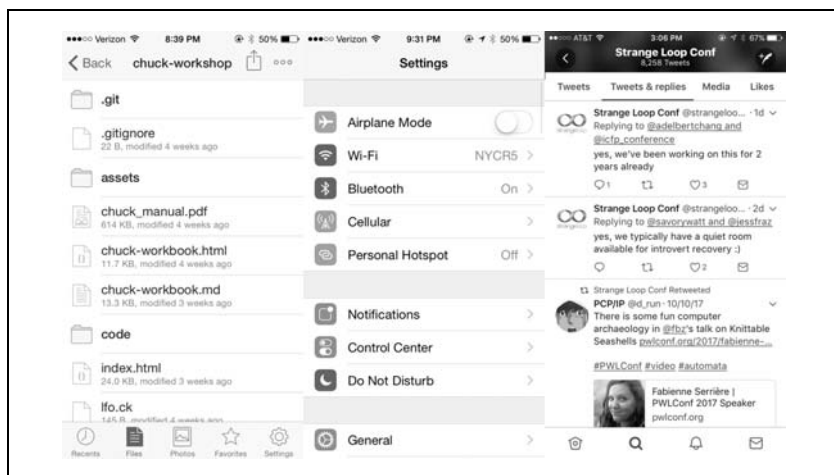 Verizon 8:39 PM 50%
Back chuck-workshop
.git
.gitignore
22 B, modified 4 weeks ago
assets
chuck_manual.pdf
614 KB, modified 4 weeks ago
chuck-workbook.html
11.7 KB, modified 4 weeks ago
chuck-workbook.md
13.3 KB, modified 3 weeks ago
code
index.html
24.0 KB, modified 3 weeks ago
lfo.ck
145 B, modified 4 weeks ago
Recents Files Photos Favorites Settings
Verizon 9:31 PM 50%
Settings
Airplane Mode
Wi-Fi NYCR5
Bluetooth On
Cellular
Personal Hotspot Off
Notifications
Control Center
Do Not Disturb
General
AT&T 3:06 PM 67%
Strange Loop Conf
8,258 Tweets
Tweets Tweets & replies Media Likes
Strange Loop Conf @strangeloo... · 1d
Replying to @adelbertchang and
@icfp_conference
yes, we've been working on this for 2
years already
1 3
Strange Loop Conf @strangeloo... · 2d
Replying to @savorywatt and @jessfraz
yes, we typically have a quiet room
available for introvert recovery :)
2
Strange Loop Conf Retweeted
PCP/IP @d_run · 10/10/17
There is some fun computer
archaeology in @fbz's talk on Knittable
Seashells pwlconf.org/2017/fabienne-...
#PWLConf #video #automata
Fabienne Serrière |
PWLConf 2017 Speaker
pwlconf.org